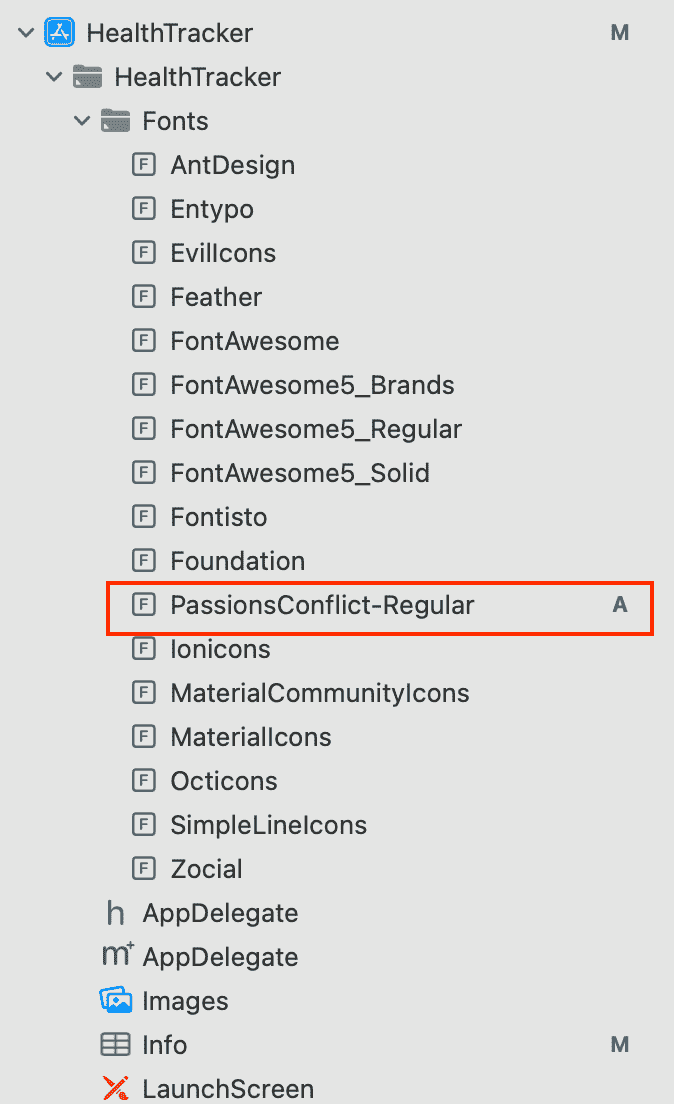 HealthTracker M
HealthTracker
Fonts
F AntDesign
F Entypo
F EvilIcons
F Feather
F FontAwesome
F FontAwesome5_Brands
F FontAwesome5_Regular
F FontAwesome5_Solid
F Fontisto
F Foundation
F PassionsConflict-Regular A
F Ionicons
F MaterialCommunityIcons
F MaterialIcons
F Octicons
F SimpleLineIcons
F Zocial
h AppDelegate
m+ AppDelegate
Images
Info M
LaunchScreen